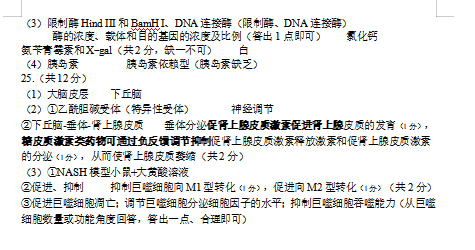 （3）限制酶 Hind III 和 BamH I、DNA 连接酶（限制酶、DNA 连接酶）
酶的浓度、载体和目的基因的浓度及比例（答出 1 点即可） 氯化钙
氨苄青霉素和 X−gal（共 2 分，缺一不可） 白
（4）胰岛素 胰岛素依赖型（胰岛素缺乏）
25.（共 12 分）
（1）大脑皮层 下丘脑
（2）①乙酰胆碱受体（特异性受体） 神经调节
②下丘脑-垂体-肾上腺皮质 垂体分泌促肾上腺皮质激素促进肾上腺皮质的发育（1 分），
糖皮质激素类药物可通过负反馈调节抑制促肾上腺皮质激素释放激素和促肾上腺皮质激素
的分泌（1 分），从而使肾上腺皮质萎缩（共 2 分）
（3）①NASH 模型小鼠+大黄酸溶液
②促进、抑制 抑制巨噬细胞向 M1 型转化（1 分），促进向 M2 型转化（1 分）（共 2 分）
③促进巨噬细胞凋亡；调节巨噬细胞分泌细胞因子的水平；抑制巨噬细胞吞噬能力（从巨噬
细胞数量或功能角度回答，答出一点、合理即可）